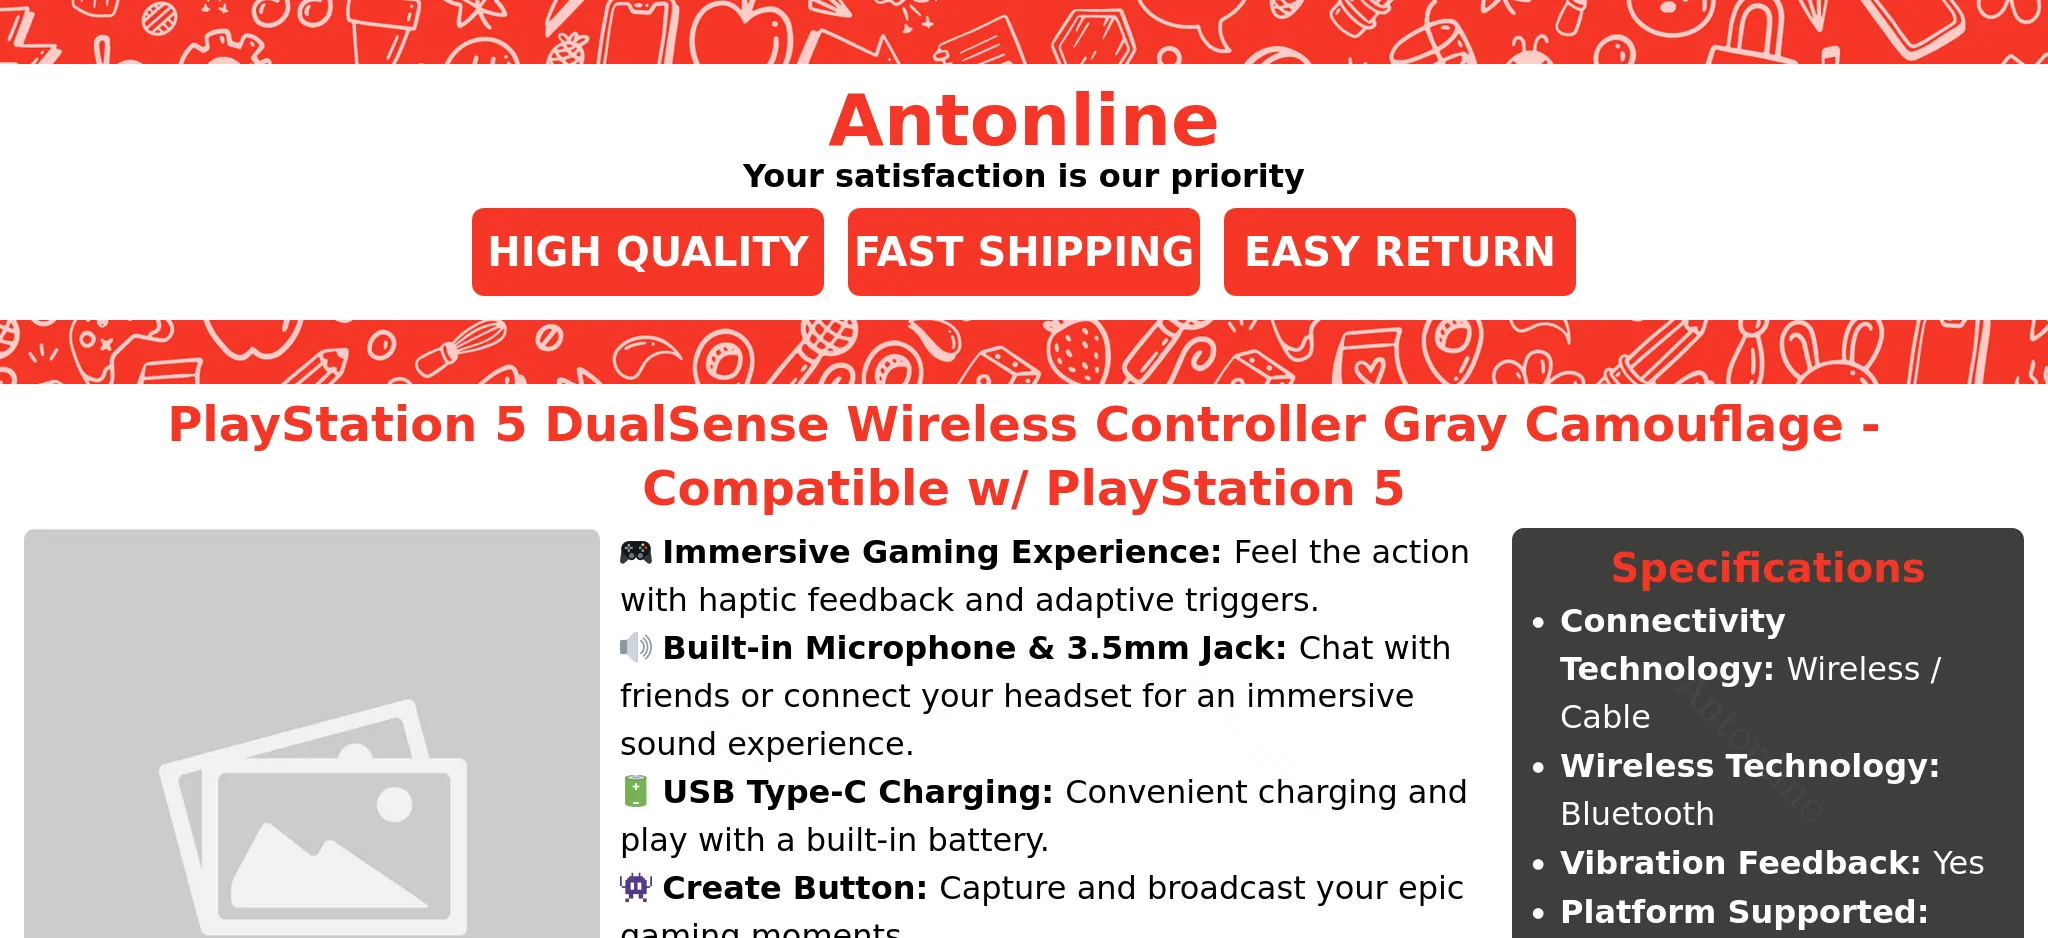 Antonline
Your satisfaction is our priority
HIGH QUALITY
FAST SHIPPING
EASY RETURN
PlayStation 5 DualSense Wireless Controller Gray Camouflage -
Compatible w/ PlayStation 5
🎮 Immersive Gaming Experience: Feel the action
with haptic feedback and adaptive triggers.
🔊 Built-in Microphone & 3.5mm Jack: Chat with
friends or connect your headset for an immersive
sound experience.
🔋 USB Type-C Charging: Convenient charging and
play with a built-in battery.
👾 Create Button: Capture and broadcast your epic
gaming moments.
Specifications
• Connectivity
Technology: Wireless /
Cable
• Wireless Technology:
Bluetooth
• Vibration Feedback: Yes
• Platform Supported:
Antonline